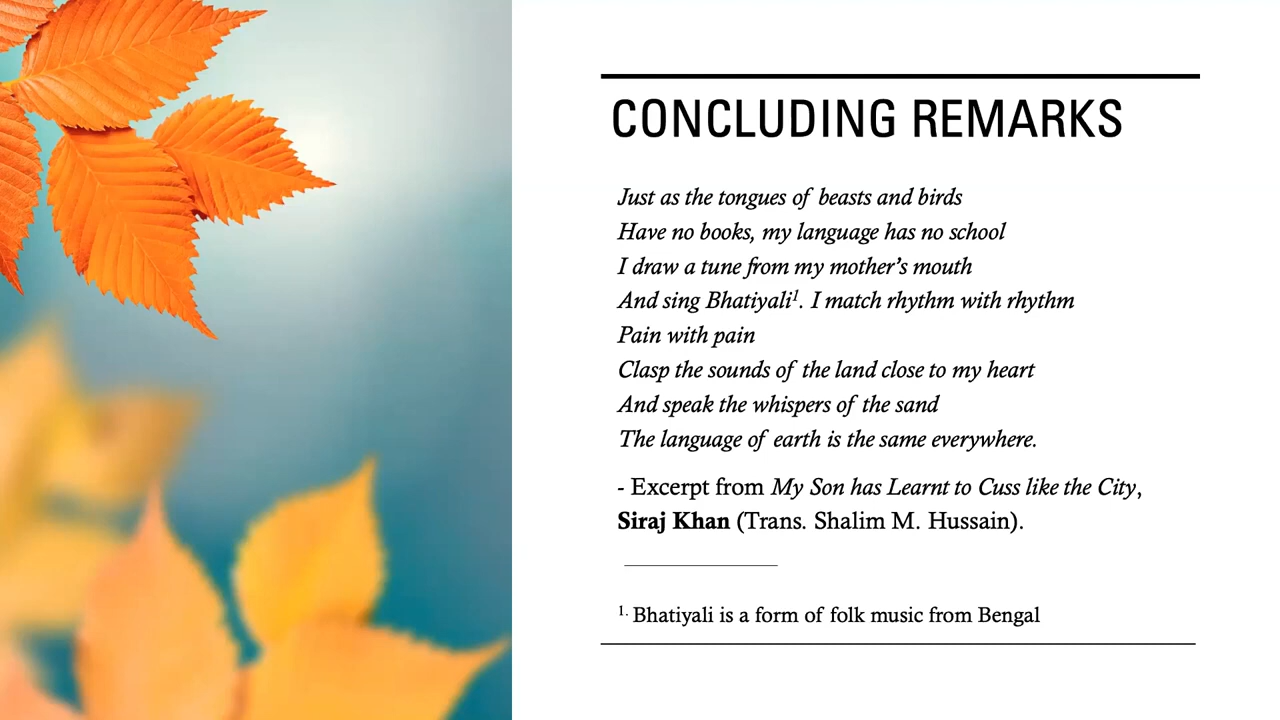 CONCLUDING REMARKS
Just as the tongues of beasts and birds
Have no books, my language has no school
I draw a tune from my mother’s mouth
And sing Bhatiyali¹. I match rhythm with rhythm
Pain with pain
Clasp the sounds of the land close to my heart
And speak the whispers of the sand
The language of earth is the same everywhere.
- Excerpt from My Son has Learnt to Cuss like the City,
Siraj Khan (Trans. Shalim M. Hussain).
1. Bhatiyali is a form of folk music from Bengal